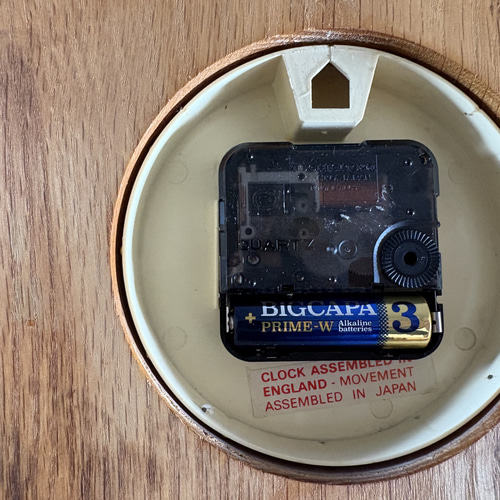 QUARTZ
BIGCAPA
+ PRIME-W Alkaline
batteries
3
CLOCK ASSEMBLED IN
ENGLAND - MOVEMENT
ASSEMBLED IN JAPAN